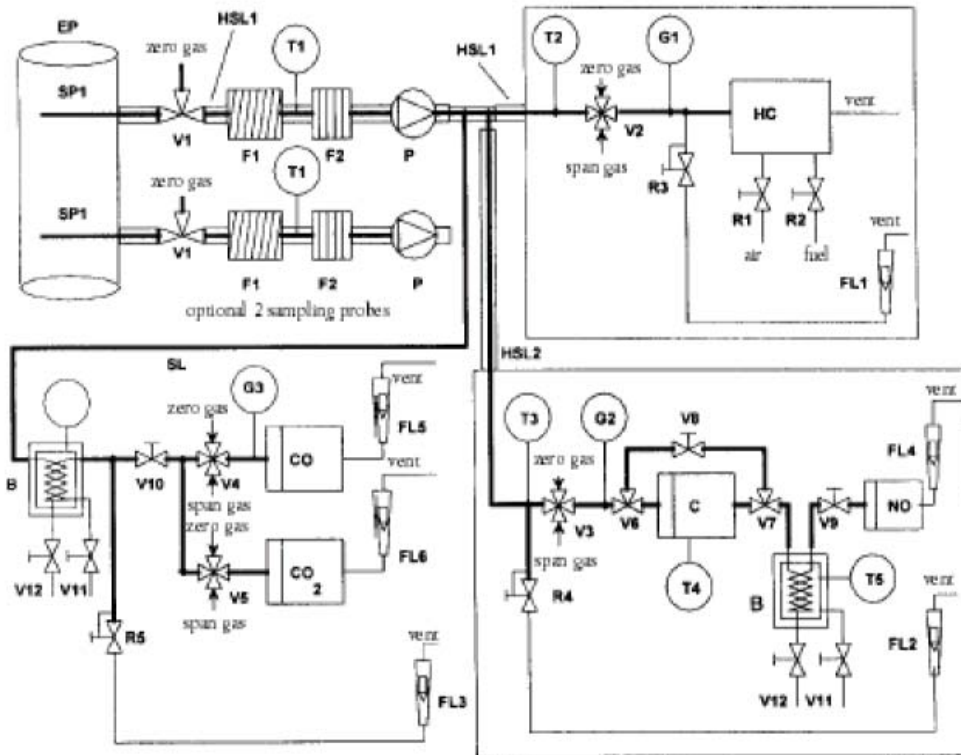 EP
HSL1
zero gas
T1
SP1
V1
F1
F2
P
zero gas
T1
SP1
V1
F1
F2
P
optional 2 sampling probes
HSL1
T2
G1
zero gas
V2
span gas
HC
vent
R3
R1
R2
air
fuel
vent
FL1
HSL2
SL
G3
zero gas
CO
vent
FL5
B
V10
V4
span gas
zero gas
vent
CO
2
FL6
V5
span gas
V12
V11
R5
vent
FL3
T3
G2
V8
zero gas
vent
FL4
V3
V6
C
V7
V9
NO
span gas
R4
T4
B
T5
vent
FL2
V12
V11